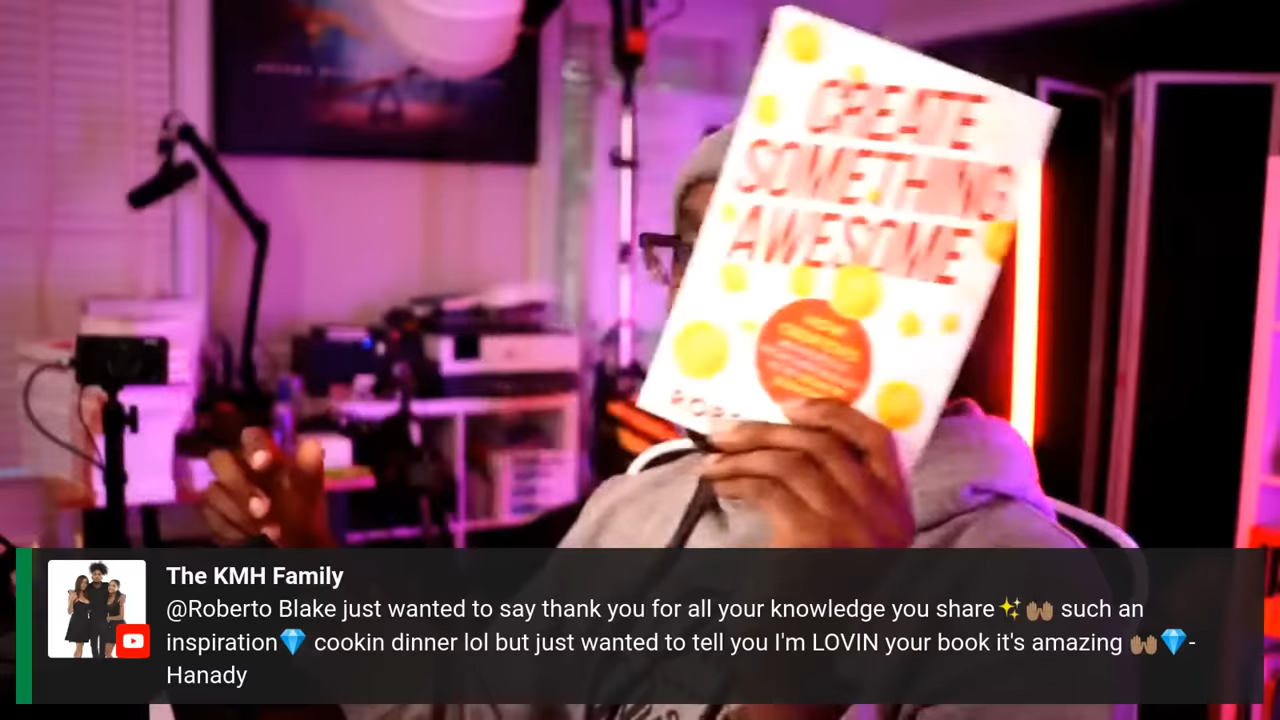 CREATE
SOMETHING
AWESOME
The KMH Family
@Roberto Blake just wanted to say thank you for all your knowledge you share✨🙌🏾 such an
inspiration💎 cookin dinner lol but just wanted to tell you I'm LOVIN your book it's amazing 🙌🏾💎-
Hanady